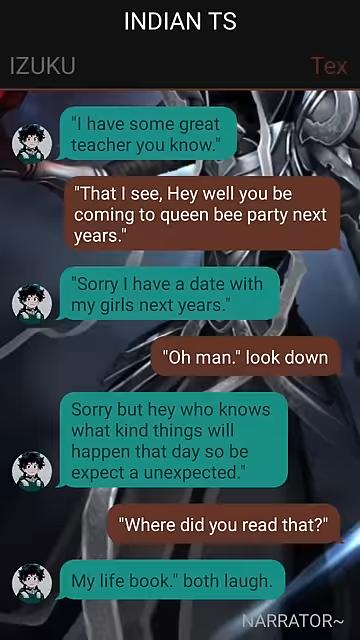 INDIAN TS
IZUKU
Tex
"I have some great
teacher you know."
"That I see, Hey well you be
coming to queen bee party next
years."
"Sorry I have a date with
my girls next years."
"Oh man." look down
Sorry but hey who knows
what kind things will
happen that day so be
expect a unexpected."
"Where did you read that?"
My life book." both laugh.
NARRATOR~